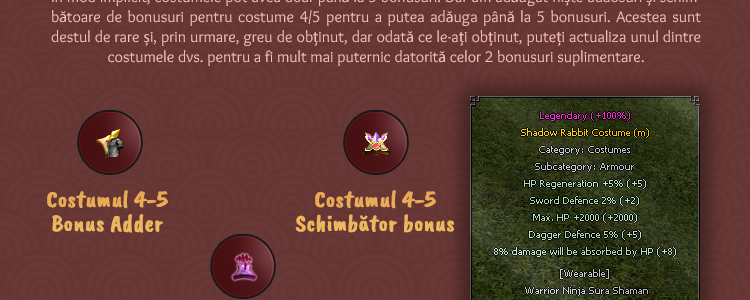 În mod implicit, costumele pot avea doar până la 3 bonusuri. Dar am adăugat niște adăosuri și schim-
bătoare de bonusuri pentru costume 4/5 pentru a putea adăuga până la 5 bonusuri. Acestea sunt
destul de rare și, prin urmare, greu de obținut, dar odată ce le-ați obținut, puteți actualiza unul dintre
costumele dvs. pentru a fi mult mai puternic datorită celor 2 bonusuri suplimentare.
Costumul 4-5
Bonus Adder
Costumul 4-5
Schimbător bonus
Legendary (+100%)
Shadow Rabbit Costume (m)
Category: Costumes
Subcategory: Armour
HP Regeneration +5% (+5)
Sword Defence 2% (+2)
Max. HP +2000 (+2000)
Dagger Defence 5% (+5)
8% damage will be absorbed by HP (+8)
[Wearable]
Warrior Ninja Sura Shaman